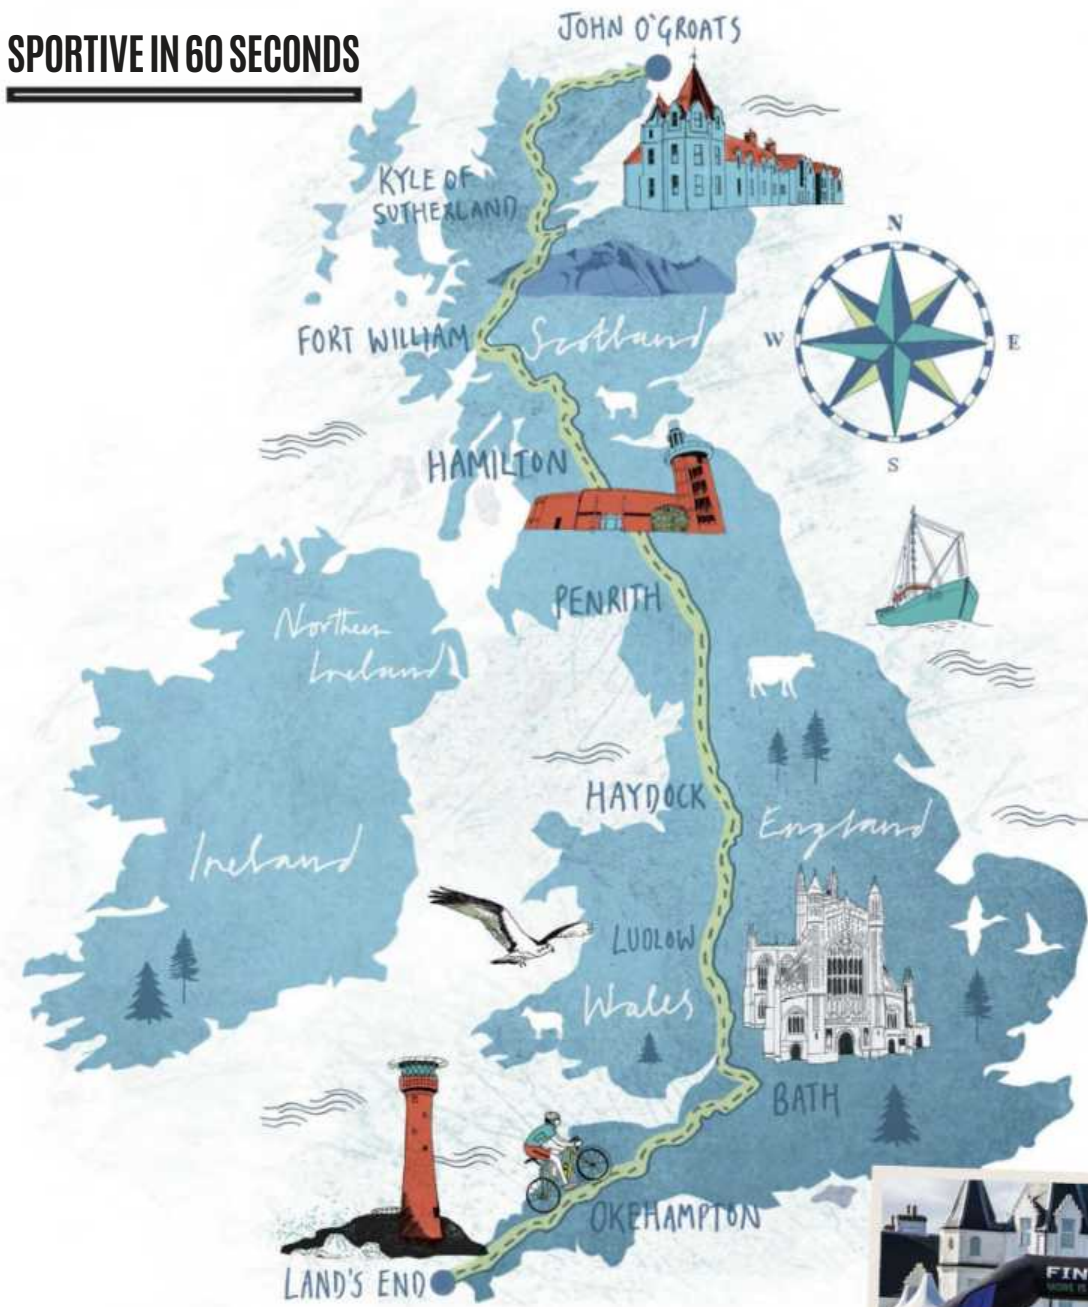 SPORTIVE IN 60 SECONDS
JOHN O'GROATS
KYLE OF
SUTHERLAND
N
W
E
S
FORT WILLIAM
Scotland
HAMILTON
PENRITH
Northern
Ireland
HAYDOCK
England
Ireland
LUDLOW
Wales
BATH
OKEHAMPTON
LAND'S END
FIN